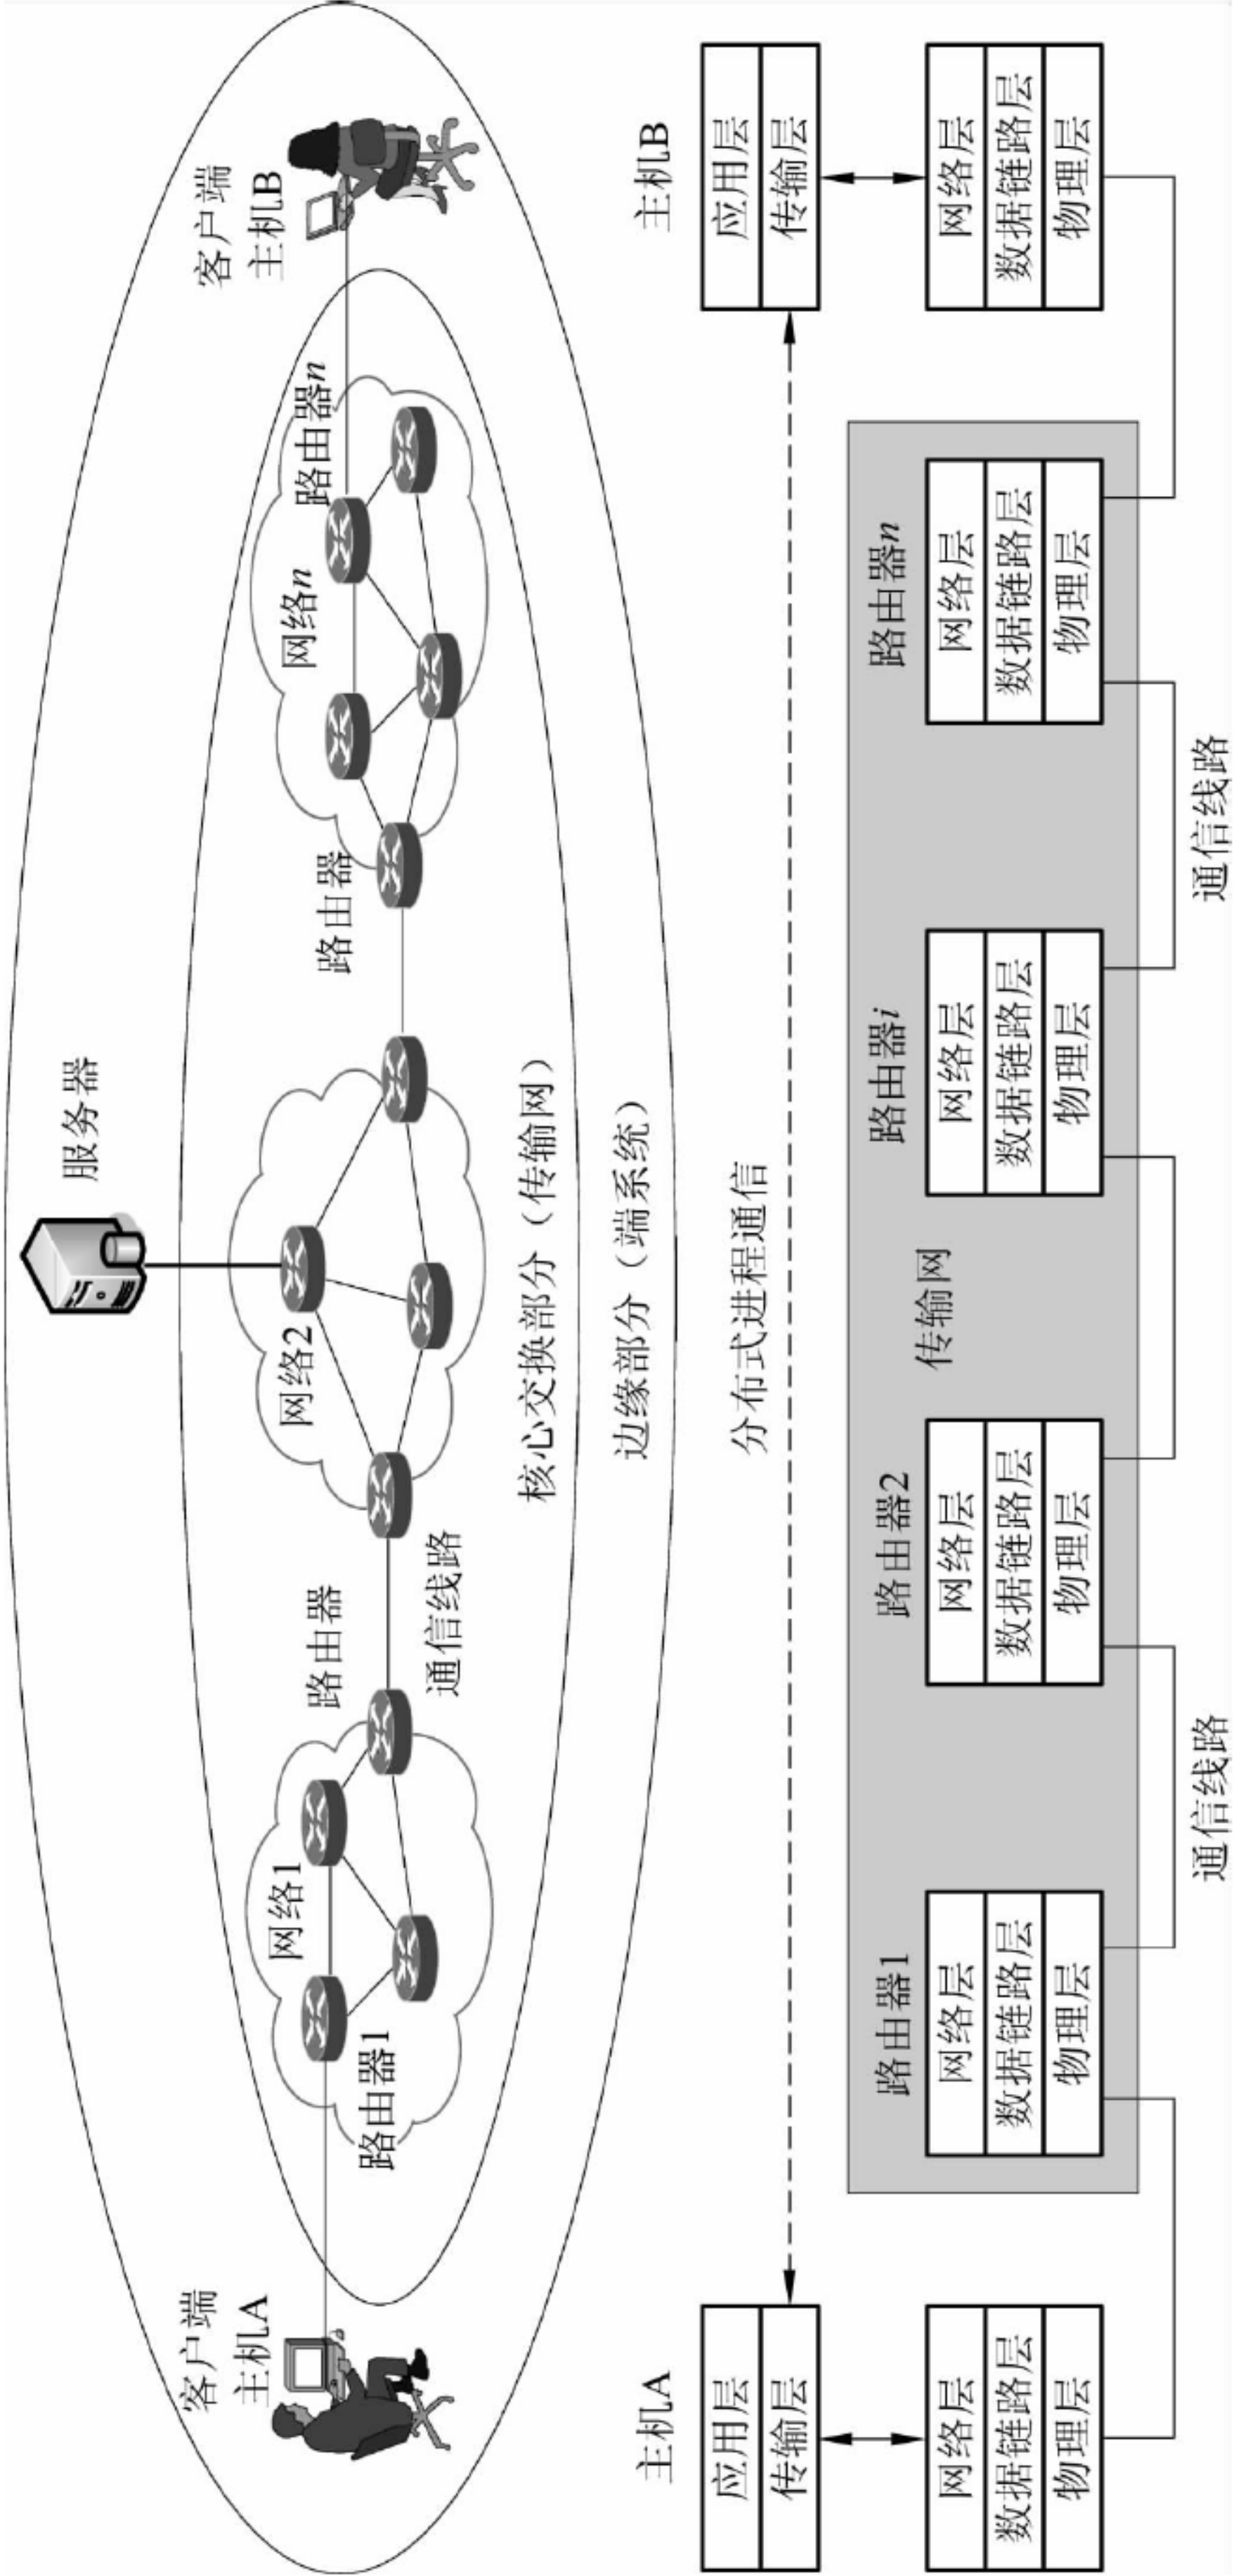 服务器
客户端
主机A
客户端
主机B
网络1
路由器1
路由器
通信线路
网络2
路由器
网络n
路由器n
核心交换部分（传输网）
边缘部分（端系统）
主机A
主机B
应用层
传输层
分布式进程通信
应用层
传输层
路由器1
路由器2
传输网
路由器i
路由器n
网络层
数据链路层
物理层
网络层
数据链路层
物理层
网络层
数据链路层
物理层
网络层
数据链路层
物理层
网络层
数据链路层
物理层
网络层
数据链路层
物理层
通信线路
通信线路